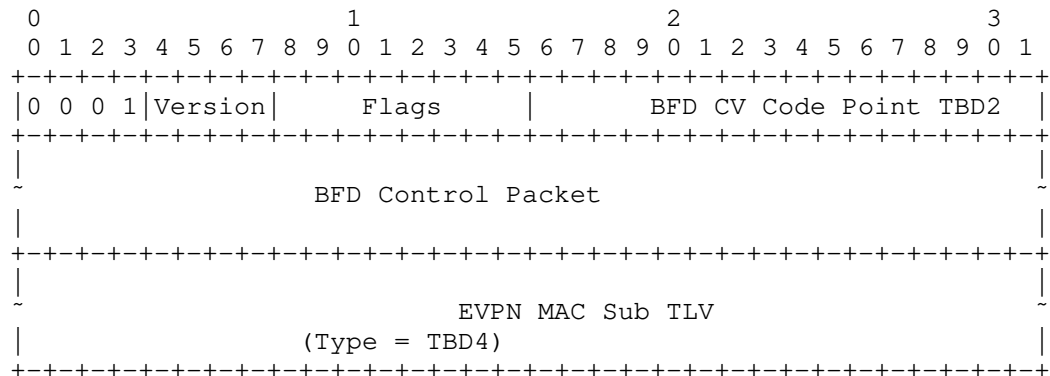 0                   1                   2                   3
 0 1 2 3 4 5 6 7 8 9 0 1 2 3 4 5 6 7 8 9 0 1 2 3 4 5 6 7 8 9 0 1
+-+-+-+-+-+-+-+-+-+-+-+-+-+-+-+-+-+-+-+-+-+-+-+-+-+-+-+-+-+-+-+-+
|0 0 0 1|Version|     Flags     |       BFD CV Code Point TBD2  |
+-+-+-+-+-+-+-+-+-+-+-+-+-+-+-+-+-+-+-+-+-+-+-+-+-+-+-+-+-+-+-+-+
|                                                               |
~                  BFD Control Packet                           ~
|                                                               |
+-+-+-+-+-+-+-+-+-+-+-+-+-+-+-+-+-+-+-+-+-+-+-+-+-+-+-+-+-+-+-+-+
|                                                               |
~                           EVPN MAC Sub TLV                    ~
|                 (Type = TBD4)                                 |
+-+-+-+-+-+-+-+-+-+-+-+-+-+-+-+-+-+-+-+-+-+-+-+-+-+-+-+-+-+-+-+-+